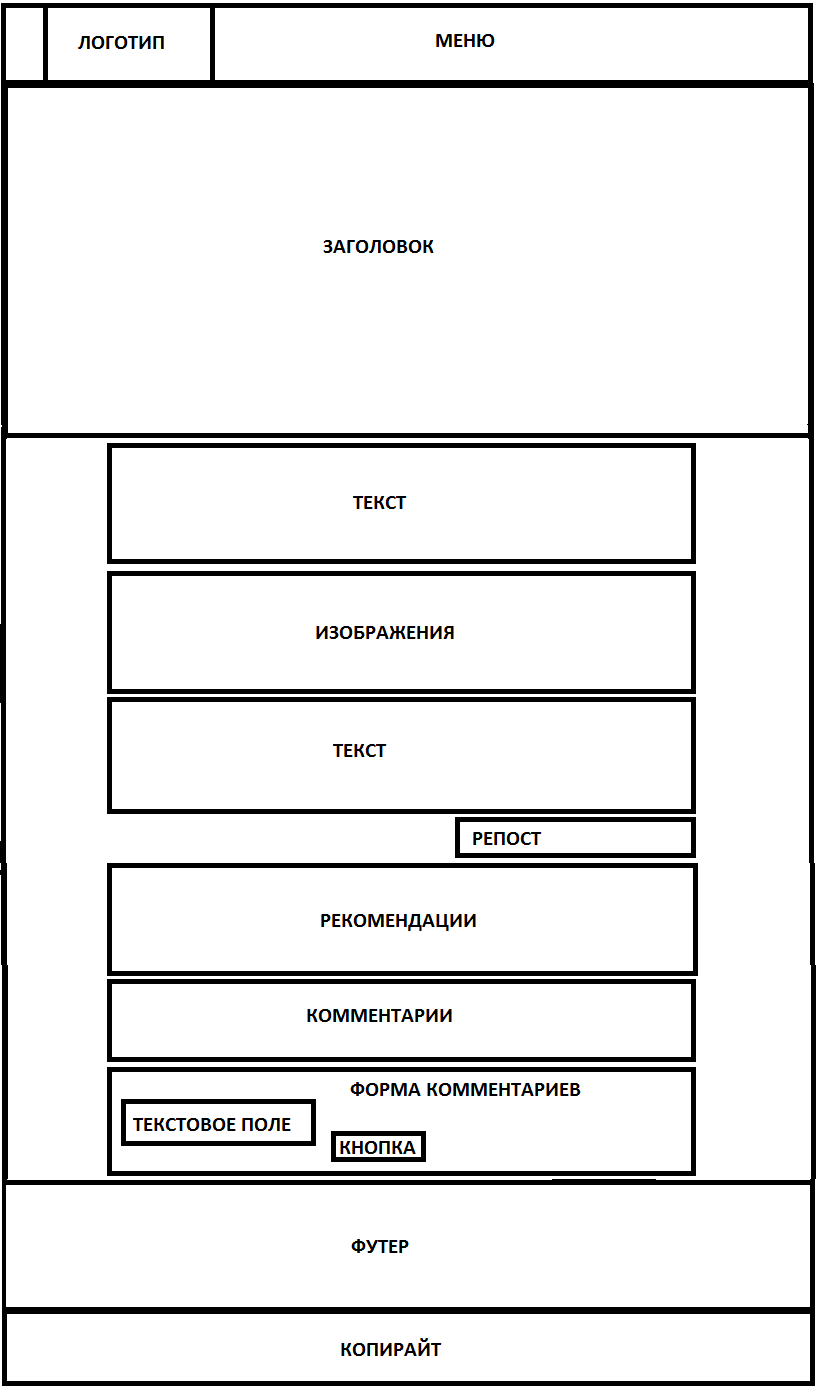 ЛОГОТИП
МЕНЮ
ЗАГОЛОВОК
ТЕКСТ
ИЗОБРАЖЕНИЯ
ТЕКСТ
РЕПОСТ
РЕКОМЕНДАЦИИ
КОММЕНТАРИИ
ФОРМА КОММЕНТАРИЕВ
ТЕКСТОВОЕ ПОЛЕ
КНОПКА
ФУТЕР
КОПИРАЙТ